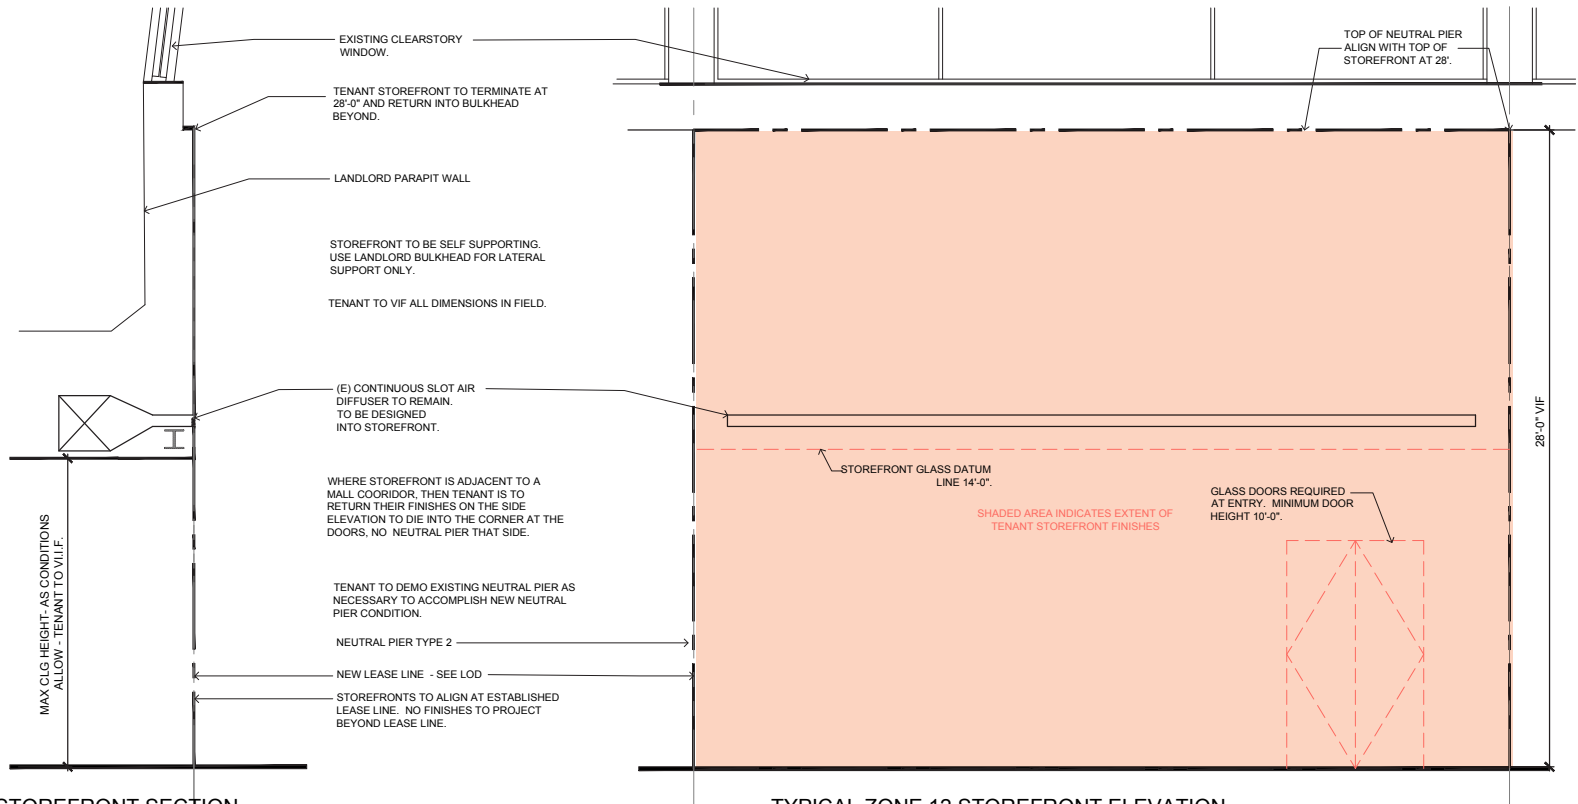 EXISTING CLEARSTORY
WINDOW.
TENANT STOREFRONT TO TERMINATE AT
28'-0" AND RETURN INTO BULKHEAD
BEYOND.
LANDLORD PARAPIT WALL
STOREFRONT TO BE SELF SUPPORTING.
USE LANDLORD BULKHEAD FOR LATERAL
SUPPORT ONLY.
TENANT TO VIF ALL DIMENSIONS IN FIELD.
(E) CONTINUOUS SLOT AIR
DIFFUSER TO REMAIN.
TO BE DESIGNED
INTO STOREFRONT.
WHERE STOREFRONT IS ADJACENT TO A
MALL COORIDOR, THEN TENANT IS TO
RETURN THEIR FINISHES ON THE SIDE
ELEVATION TO DIE INTO THE CORNER AT THE
DOORS, NO NEUTRAL PIER THAT SIDE.
TENANT TO DEMO EXISTING NEUTRAL PIER AS
NECESSARY TO ACCOMPLISH NEW NEUTRAL
PIER CONDITION.
NEUTRAL PIER TYPE 2
NEW LEASE LINE - SEE LOD
STOREFRONTS TO ALIGN AT ESTABLISHED
LEASE LINE. NO FINISHES TO PROJECT
BEYOND LEASE LINE.
MAX CLG HEIGHT- AS CONDITIONS
ALLOW - TENANT TO V.I.F.
TOP OF NEUTRAL PIER
ALIGN WITH TOP OF
STOREFRONT AT 28'.
28'-0" VIF
STOREFRONT GLASS DATUM
LINE 14'-0".
SHADED AREA INDICATES EXTENT OF
TENANT STOREFRONT FINISHES
GLASS DOORS REQUIRED
AT ENTRY. MINIMUM DOOR
HEIGHT 10'-0".
STOREFRONT SECTION
TYPICAL ZONE 13 STOREFRONT ELEVATION